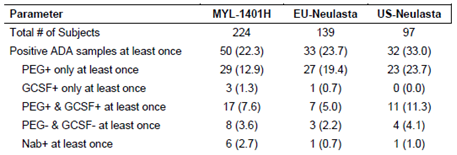 Parameter MYL-1401H EU-Neulasta US-Neulasta
Total # of Subjects 224 139 97
Positive ADA samples at least once 50 (22.3) 33 (23.7) 32 (33.0)
PEG+ only at least once 29 (12.9) 27 (19.4) 23 (23.7)
GCSF+ only at least once 3 (1.3) 1 (0.7) 0 (0.0)
PEG+ & GCSF+ at least once 17 (7.6) 7 (5.0) 11 (11.3)
PEG- & GCSF- at least once 8 (3.6) 3 (2.2) 4 (4.1)
Nab+ at least once 6 (2.7) 1 (0.7) 1 (1.0)